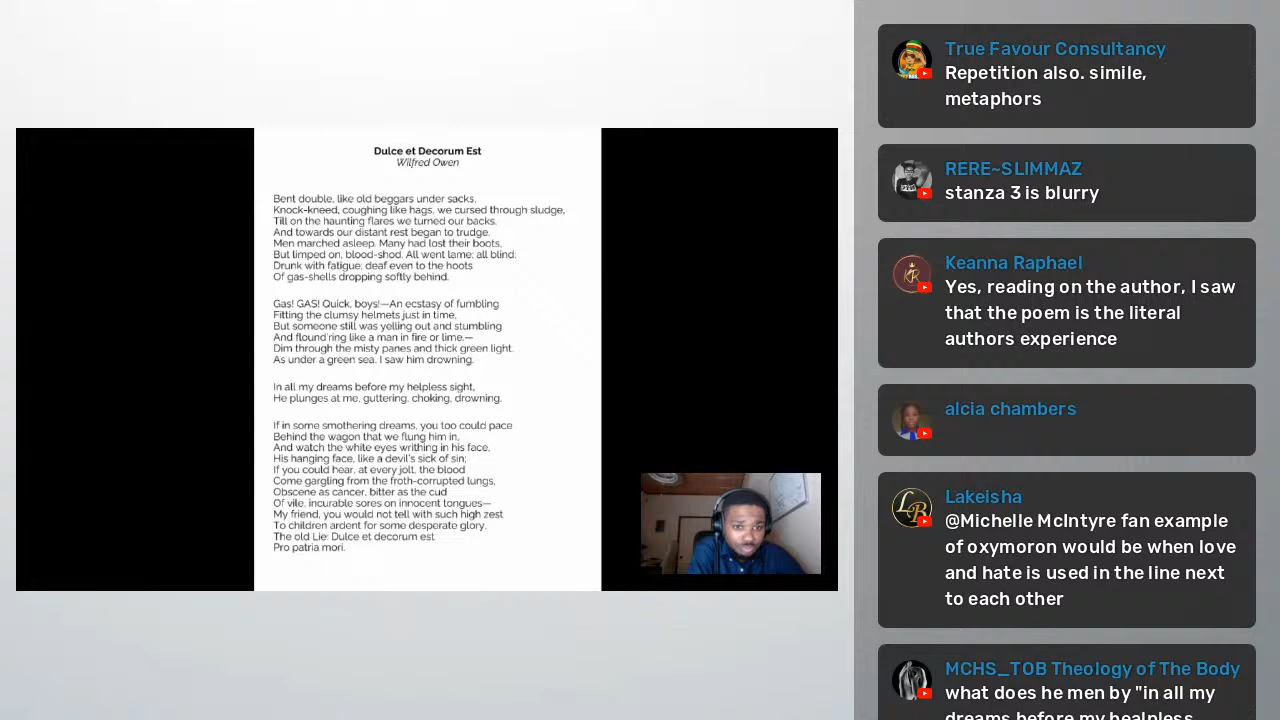 Dulce et Decorum Est
Wilfred Owen
Bent double, like old beggars under sacks,
Knock-kneed, coughing like hags, we cursed through sludge,
Till on the haunting flares we turned our backs,
And towards our distant rest began to trudge.
Men marched asleep. Many had lost their boots,
But limped on, blood-shod. All went lame; all blind;
Drunk with fatigue; deaf even to the hoots
Of gas-shells dropping softly behind.
Gas! GAS! Quick, boys!—An ecstasy of fumbling
Fitting the clumsy helmets just in time,
But someone still was yelling out and stumbling
And flound'ring like a man in fire or lime.—
Dim through the misty panes and thick green light,
As under a green sea, I saw him drowning.
In all my dreams before my helpless sight,
He plunges at me, guttering, choking, drowning.
If in some smothering dreams, you too could pace
Behind the wagon that we flung him in,
And watch the white eyes writhing in his face,
His hanging face, like a devil's sick of sin;
If you could hear, at every jolt, the blood
Come gargling from the froth-corrupted lungs,
Obscene as cancer, bitter as the cud
Of vile, incurable sores on innocent tongues—
My friend, you would not tell with such high zest
To children ardent for some desperate glory,
The old Lie: Dulce et decorum est
Pro patria mori.
True Favour Consultancy
Repetition also. simile,
metaphors
RERE~SLIMMAZ
stanza 3 is blurry
Keanna Raphael
Yes, reading on the author, I saw
that the poem is the literal
authors experience
alcia chambers
Lakeisha
@Michelle McIntyre fan example
of oxymoron would be when love
and hate is used in the line next
to each other
MCHS_TOB Theology of The Body
what does he men by "in all my
dreams before my healpless